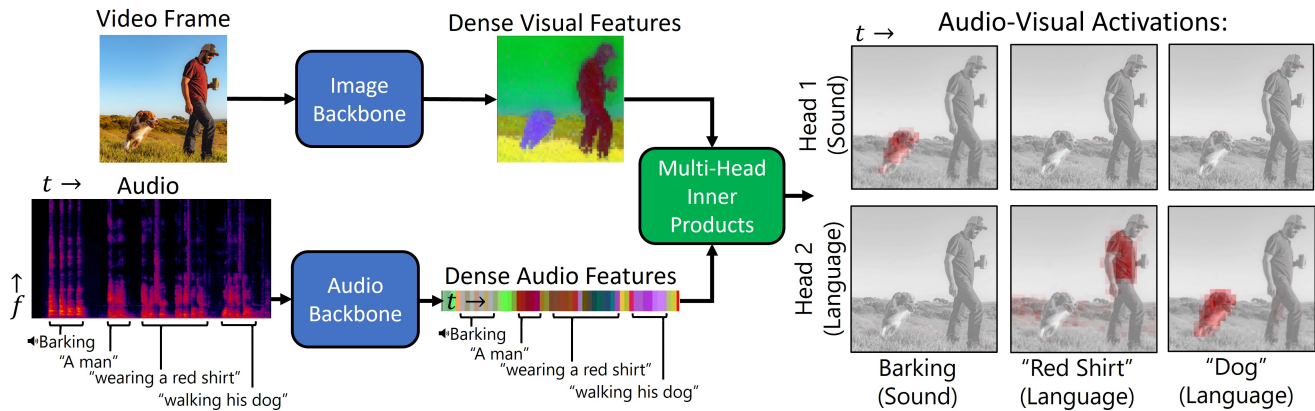 Video Frame
Image
Backbone
Dense Visual Features
t →
Audio
↑
f
Audio
Backbone
Dense Audio Features
t →
Barking
“A man”
“wearing a red shirt”
“walking his dog”
Barking
“A man”
“wearing a red shirt”
“walking his dog”
Multi-Head
Inner
Products
Audio-Visual Activations:
t →
Head 1
(Sound)
Head 2
(Language)
Barking
(Sound)
“Red Shirt”
(Language)
“Dog”
(Language)